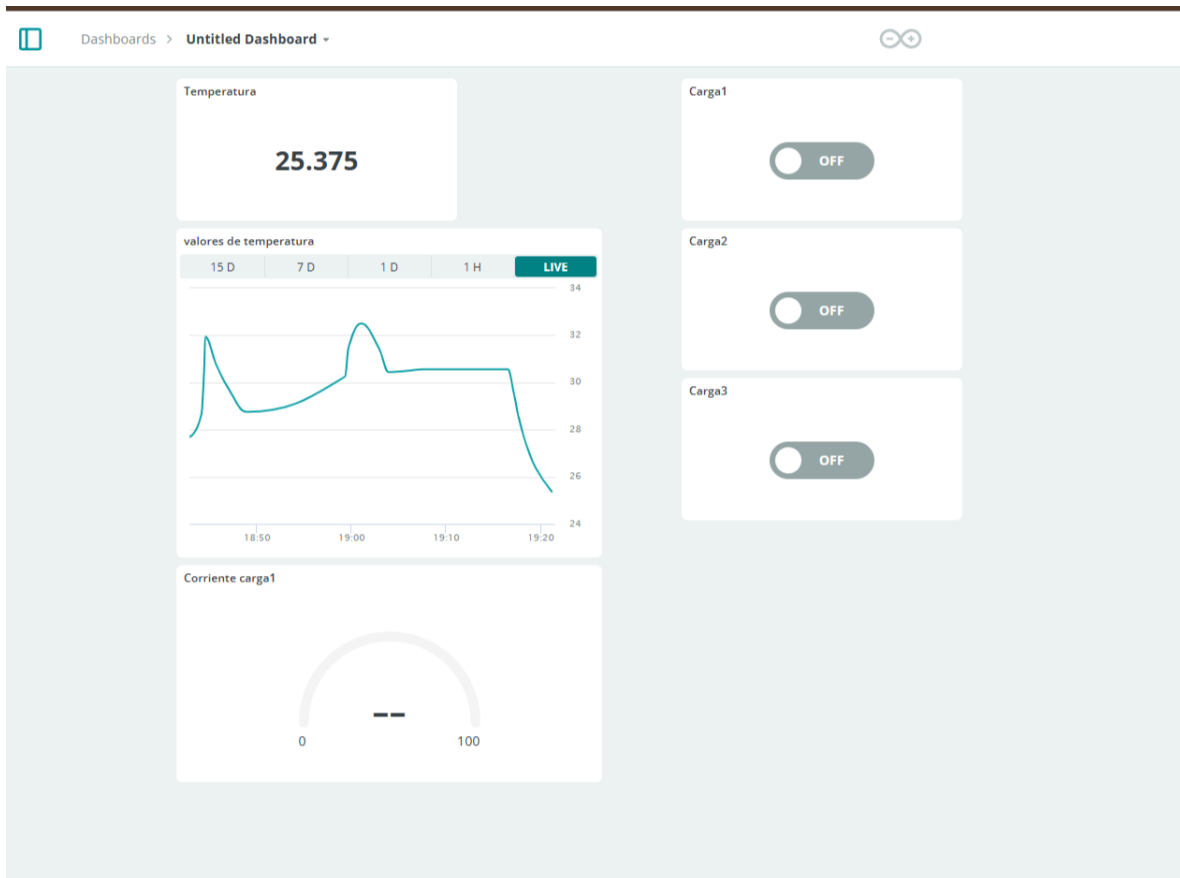 Dashboards > Untitled Dashboard
Temperatura
25.375
valores de temperatura
15 D 7 D 1 D 1 H LIVE
34
32
30
28
26
24
18:50 19:00 19:10 19:20
Corriente carga1
--
0 100
Carga1
OFF
Carga2
OFF
Carga3
OFF